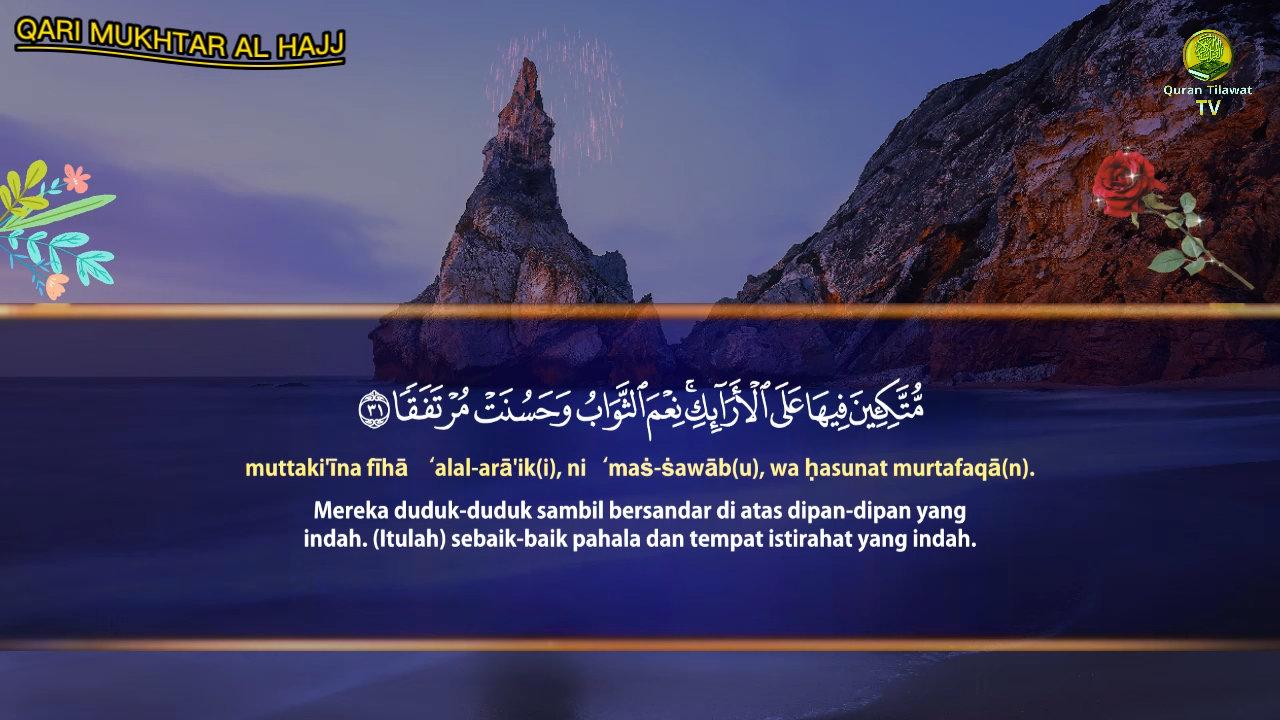 QARI MUKHTAR AL HAJJ
Quran Tilawat
TV
مُّتَّكِـِٔينَ فِيهَا عَلَى ٱلْأَرَآئِكِ ۚ نِعْمَ ٱلثَّوَابُ وَحَسُنَتْ مُرْتَفَقًا ٣١
muttaki'īna fīhā ‘alal-arā'ik(i), ni ‘maṡ-ṡawāb(u), wa ḥasunat murtafaqā(n).
Mereka duduk-duduk sambil bersandar di atas dipan-dipan yang
indah. (Itulah) sebaik-baik pahala dan tempat istirahat yang indah.